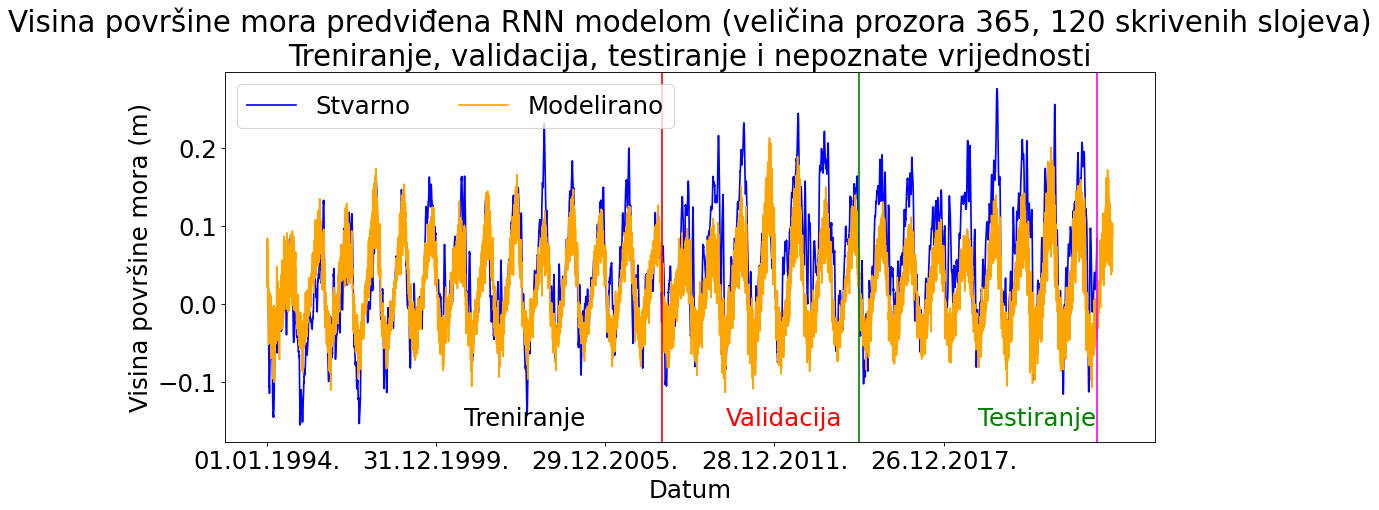 Visina površine mora predviđena RNN modelom (veličina prozora 365, 120 skrivenih slojeva)
Treniranje, validacija, testiranje i nepoznate vrijednosti
Stvarno Modelirano
Visina površine mora (m)
0.2
0.1
0.0
−0.1
Treniranje Validacija Testiranje
01.01.1994. 31.12.1999. 29.12.2005. 28.12.2011. 26.12.2017.
Datum